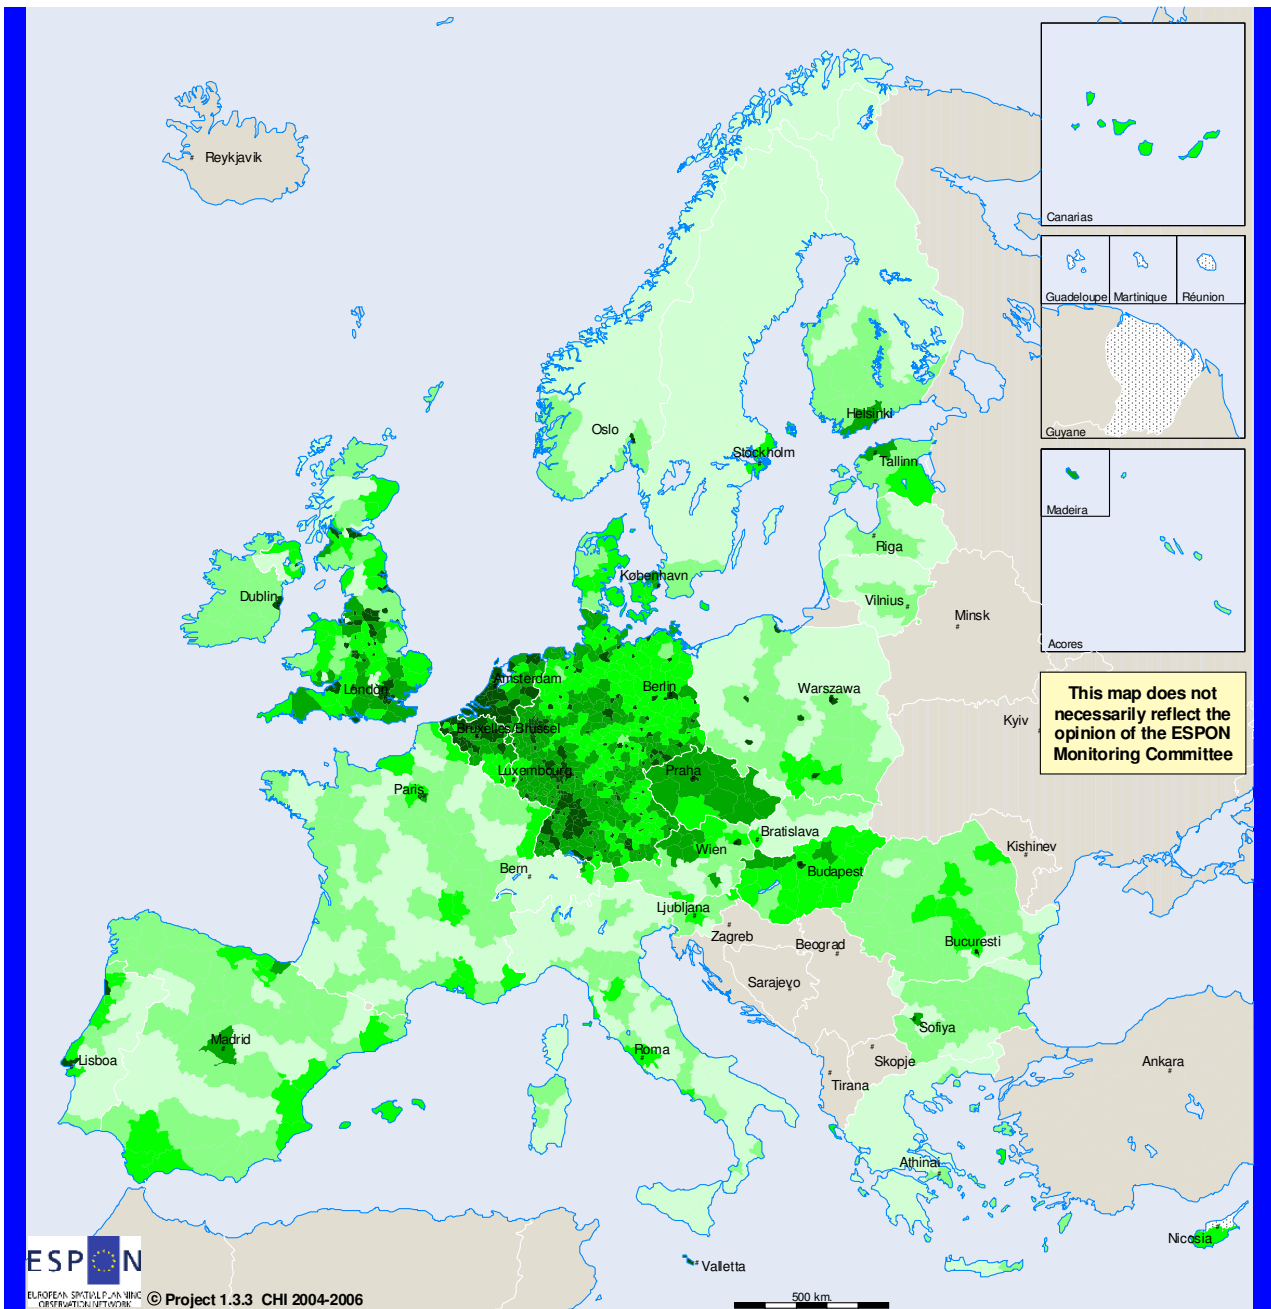 Reykjavik
Canarias
Guadeloupe
Martinique
Réunion
Guyane
Oslo
Helsinki
Stockholm
Tallinn
Madeira
Riga
København
Dublin
Vilnius
Minsk
Acores
Amsterdam
London
Berlin
Warszawa
This map does not
necessarily reflect the
opinion of the ESPON
Monitoring Committee
Kyiv
Bruxelles/Brussel
Luxembourg
Praha
Paris
Bratislava
Wien
Kishinev
Bern
Budapest
Ljubljana
Zagreb
Beograd
Bucuresti
Sarajevo
Sofiya
Madrid
Lisboa
Roma
Skopje
Ankara
Tirana
Athinai
Nicosia
Valletta
ESPON
EUROPEAN SPATIAL PLANNING
OBSERVATION NETWORK
© Project 1.3.3 CHI 2004-2006
500 km.